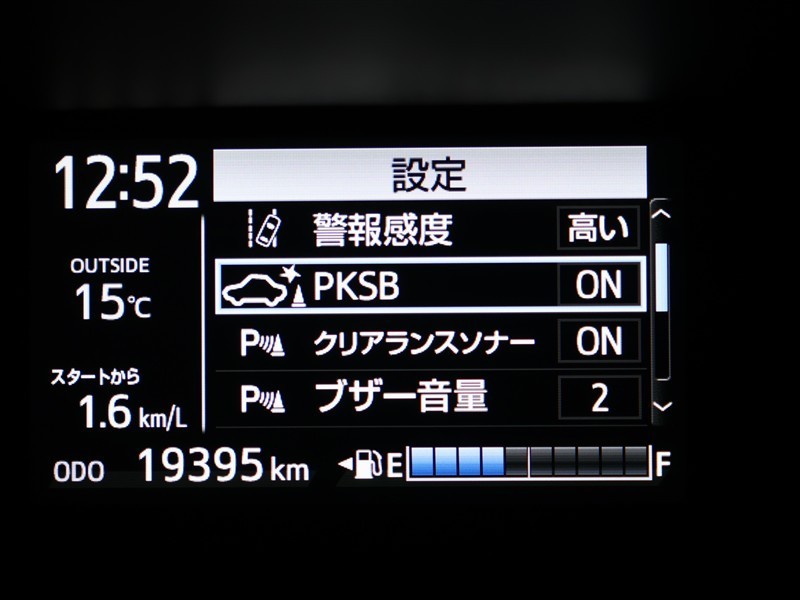 12:52
設定
警報感度 高い
OUTSIDE
15℃
PKSB ON
P クリアランスソナー ON
スタートから
1.6 km/L
P ブザー音量 2
ODO 19395 km E F